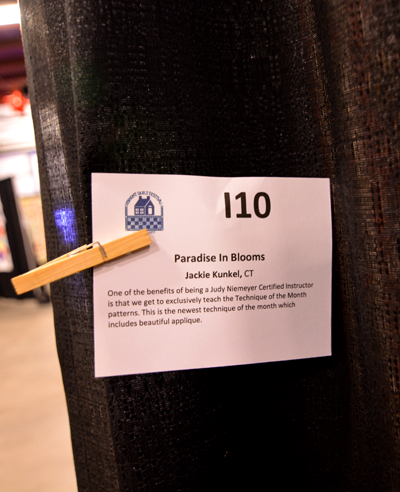 I10
Paradise In Blooms
Jackie Kunkel, CT
One of the benefits of being a Judy Niemeyer Certified Instructor
is that we get to exclusively teach the Technique of the Month
patterns. This is the newest technique of the month which
includes beautiful applique.